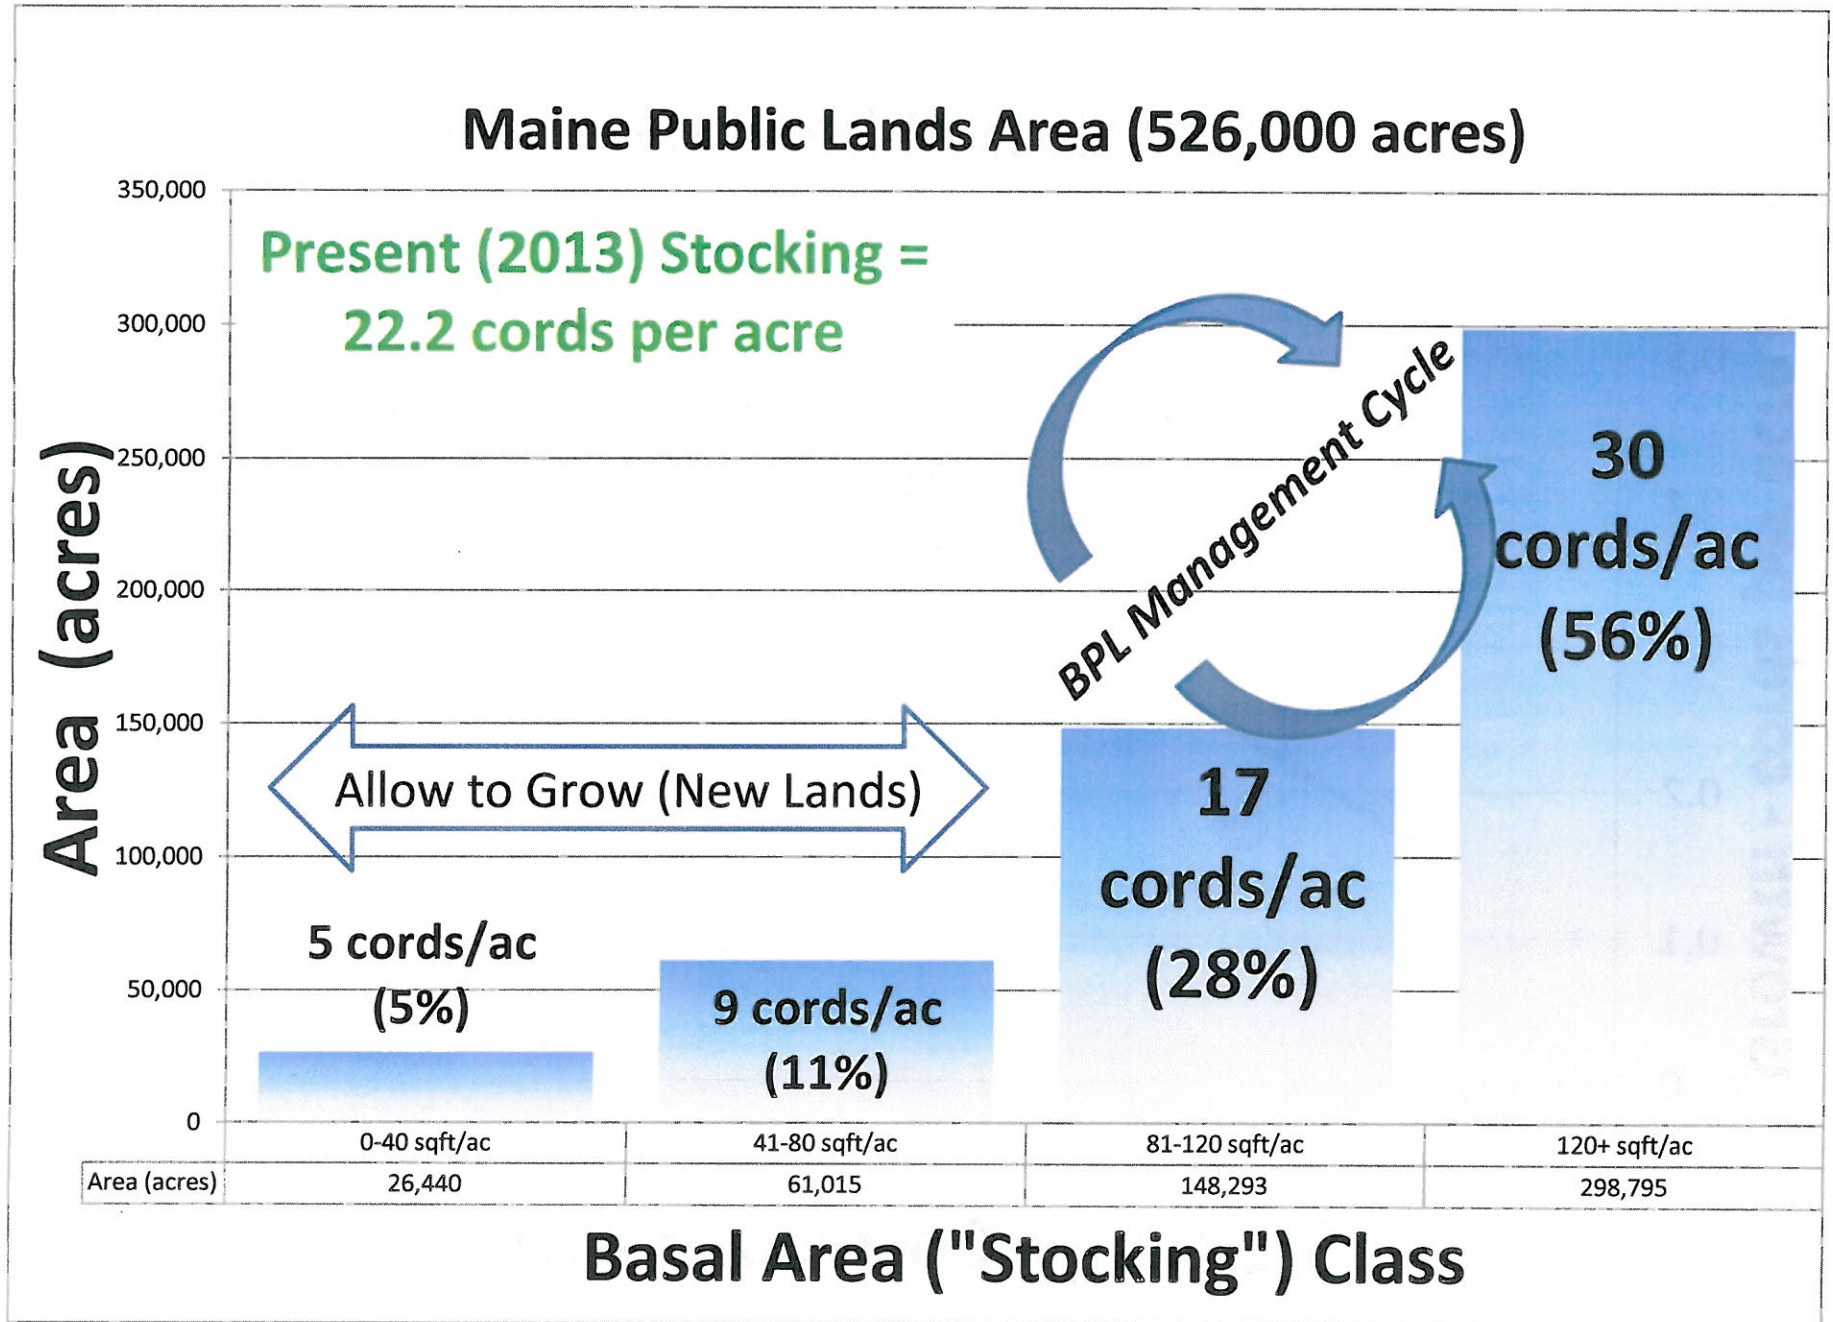 Maine Public Lands Area (526,000 acres)
Present (2013) Stocking =
22.2 cords per acre
Area (acres)
350,000
300,000
250,000
200,000
150,000
100,000
50,000
0
BPL Management Cycle
Allow to Grow (New Lands)
5 cords/ac
(5%)
9 cords/ac
(11%)
17
cords/ac
(28%)
30
cords/ac
(56%)
0-40 sqft/ac 41-80 sqft/ac 81-120 sqft/ac 120+ sqft/ac
Area (acres) 26,440 61,015 148,293 298,795
Basal Area ("Stocking") Class